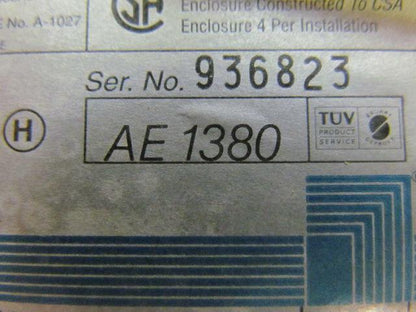 Enclosure Constructed To CSA
E No. A-1027
Enclosure 4 Per Installation
Ser. No. 936823
H
AE 1380
TUV
PRODUCT
SERVICE